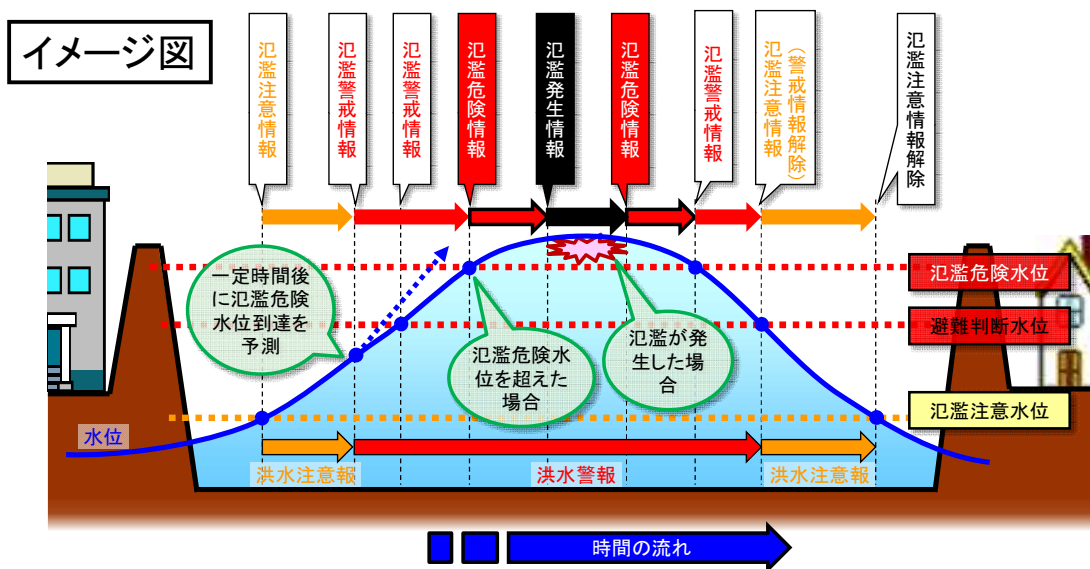 イメージ図
氾濫注意情報
氾濫警戒情報
氾濫警戒情報
氾濫危険情報
氾濫発生情報
氾濫危険情報
氾濫警戒情報
(警戒情報解除)
氾濫注意情報
氾濫注意情報解除
一定時間後
に氾濫危険
水位到達を
予測
氾濫危険水
位を超えた
場合
氾濫が発
生した場
合
氾濫危険水位
避難判断水位
氾濫注意水位
水位
洪水注意報
洪水警報
洪水注意報
時間の流れ